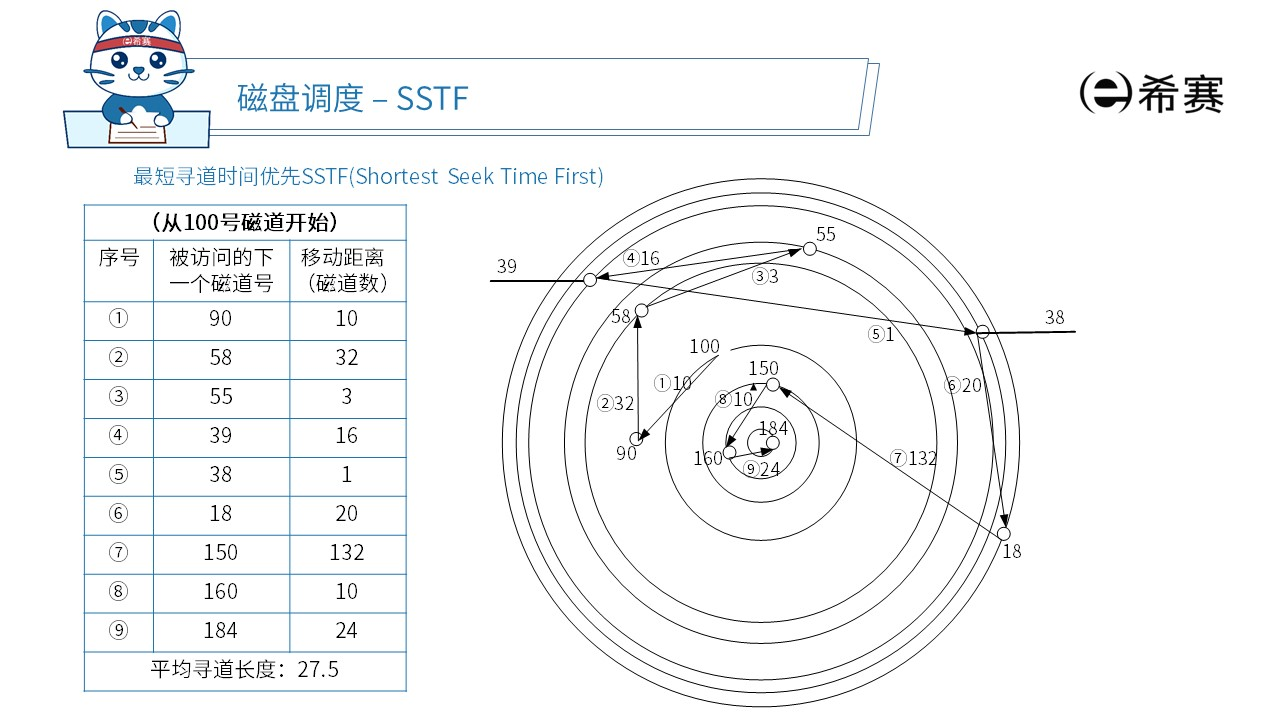 (e)希赛
磁盘调度 – SSTF
(e)希赛
最短寻道时间优先SSTF(Shortest Seek Time First)
（从100号磁道开始）
序号 被访问的下一个磁道号 移动距离（磁道数）
① 90 10
② 58 32
③ 55 3
④ 39 16
⑤ 38 1
⑥ 18 20
⑦ 150 132
⑧ 160 10
⑨ 184 24
平均寻道长度：27.5
55
④16
39
③3
58
38
⑤1
100
150
①10
⑥20
⑧10
②32
184
90
160
⑦132
⑨24
18